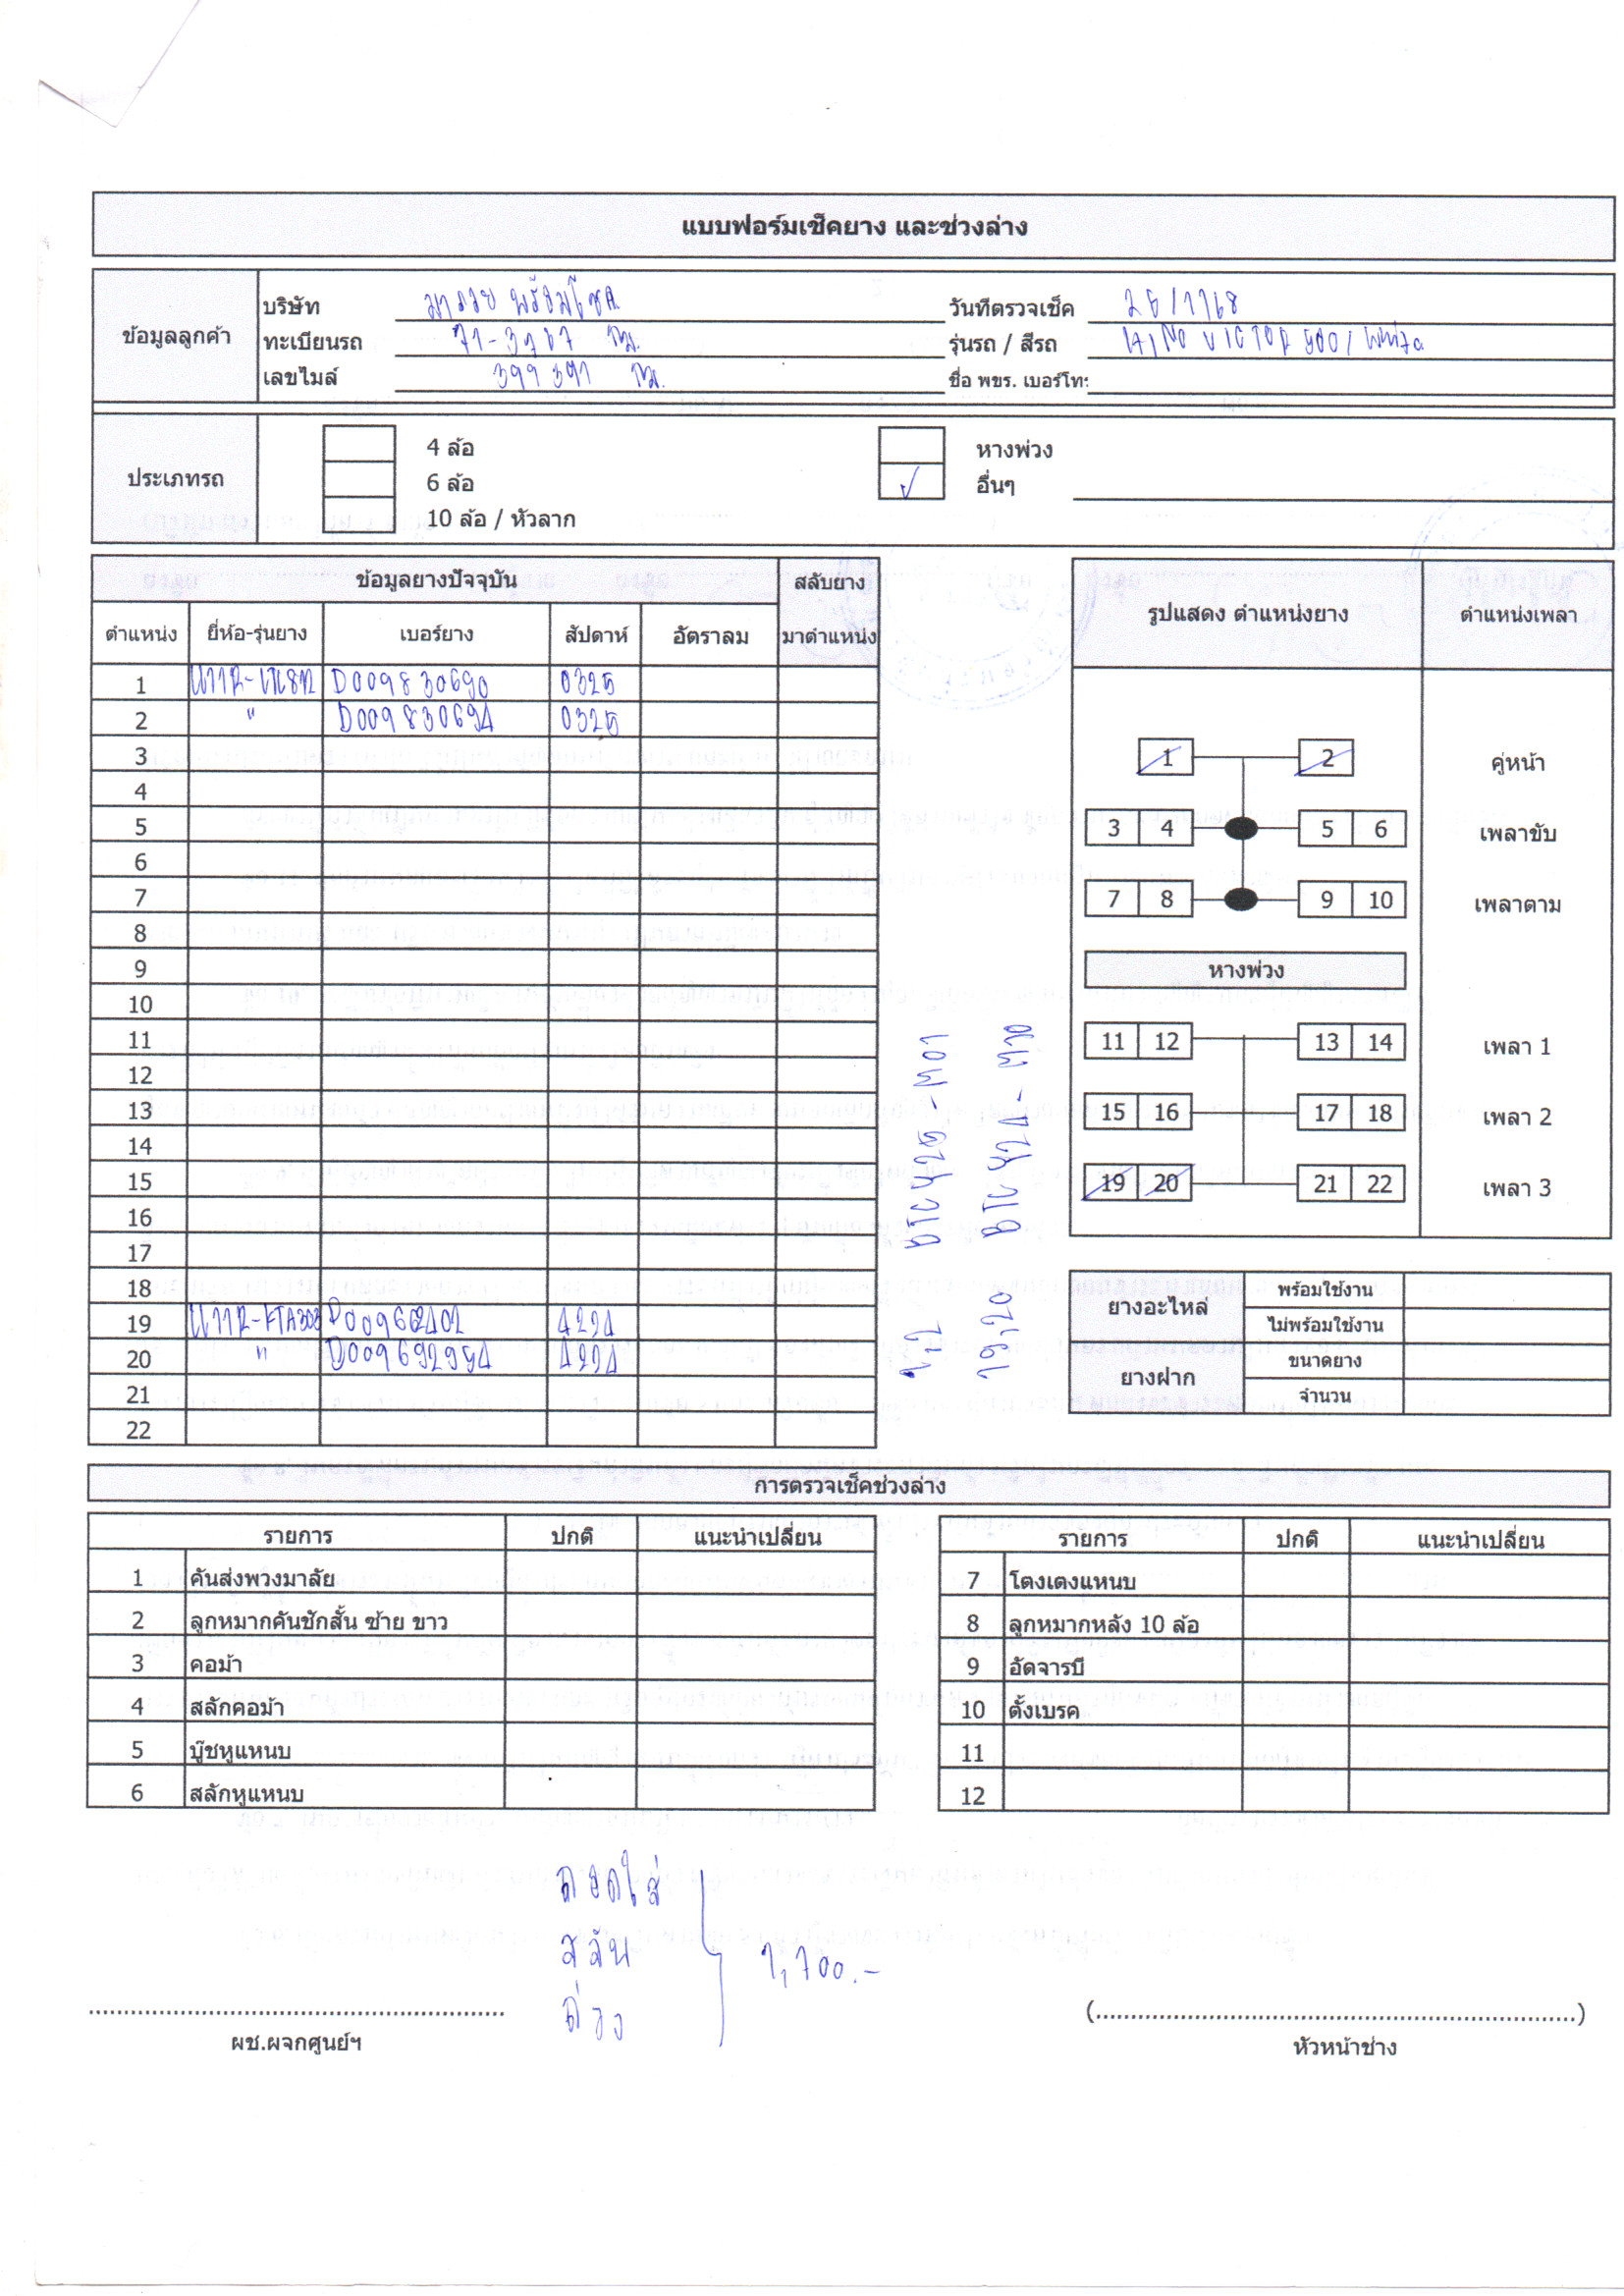 แบบฟอร์มเช็คยาง และช่วงล่าง
ข้อมูลลูกค้า
บริษัท มารวย พร้อมโชค
วันที่ตรวจเช็ค
ทะเบียนรถ 71-3767 กม.
รุ่นรถ / สีรถ HINO VICTOR 500 / White
เลขไมล์ 399391 กม.
ชื่อ พขร. เบอร์โทร
ประเภทรถ
4 ล้อ
หางพ่วง
6 ล้อ
✓ อื่นๆ
10 ล้อ / หัวลาก
ข้อมูลยางปัจจุบัน สลับยาง
ตำแหน่ง ยี่ห้อ-รุ่นยาง เบอร์ยาง สัปดาห์ อัตราลม มาตำแหน่ง
1 D009830690 0325
2 " D009830694 0325
3
4
5
6
7
8
9
10
11
12
13
14
15
16
17
18
19 4224
20 " D009692954 4224
21
22
1,2
19,20
รูปแสดง ตำแหน่งยาง ตำแหน่งเพลา
1 2 คู่หน้า
3 4 5 6 เพลาขับ
7 8 9 10 เพลาตาม
หางพ่วง
11 12 13 14 เพลา 1
15 16 17 18 เพลา 2
19 20 21 22 เพลา 3
ยางอะไหล่ พร้อมใช้งาน
ไม่พร้อมใช้งาน
ยางฝาก ขนาดยาง
จำนวน
การตรวจเช็คช่วงล่าง
รายการ ปกติ แนะนำเปลี่ยน
1 คันส่งพวงมาลัย
2 ลูกหมากคันชักสั้น ซ้าย ขาว
3 คอม้า
4 สลักคอม้า
5 บู๊ชหูแหนบ
6 สลักหูแหนบ
รายการ ปกติ แนะนำเปลี่ยน
7 โตงเตงแหนบ
8 ลูกหมากหลัง 10 ล้อ
9 อัดจารบี
10 ตั้งเบรค
11
12
ถอดใส่
สลับ
ถ่วง
1,700.-
ผช.ผจกศูนย์ฯ
(........)
หัวหน้าช่าง